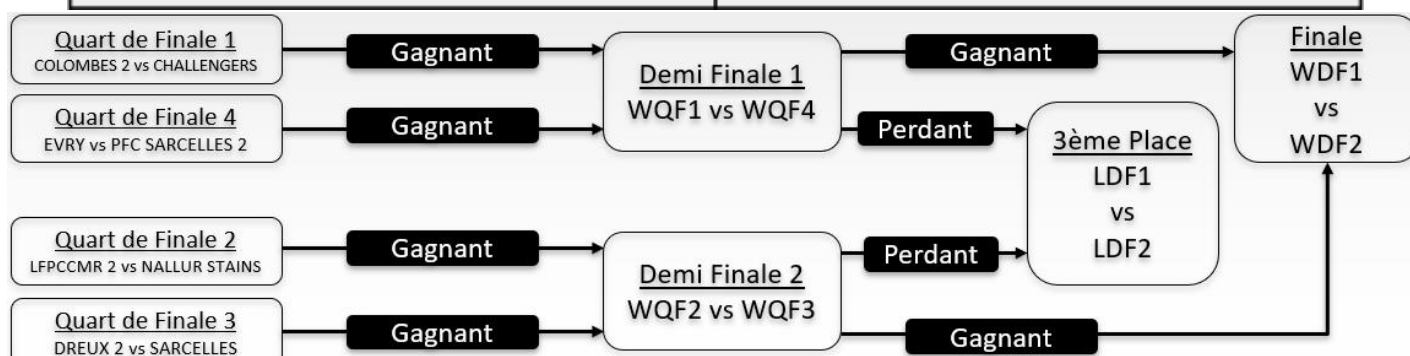 Quart de Finale 1
COLOMBES 2 vs CHALLENGERS
Gagnant
Quart de Finale 4
EVRY vs PFC SARCELLES 2
Gagnant
Demi Finale 1
WQF1 vs WQF4
Gagnant
Perdant
Finale
WDF1
vs
WDF2
3ème Place
LDF1
vs
LDF2
Quart de Finale 2
LFPCCMR 2 vs NALLUR STAINS
Gagnant
Quart de Finale 3
DREUX 2 vs SARCELLES
Gagnant
Demi Finale 2
WQF2 vs WQF3
Perdant
Gagnant